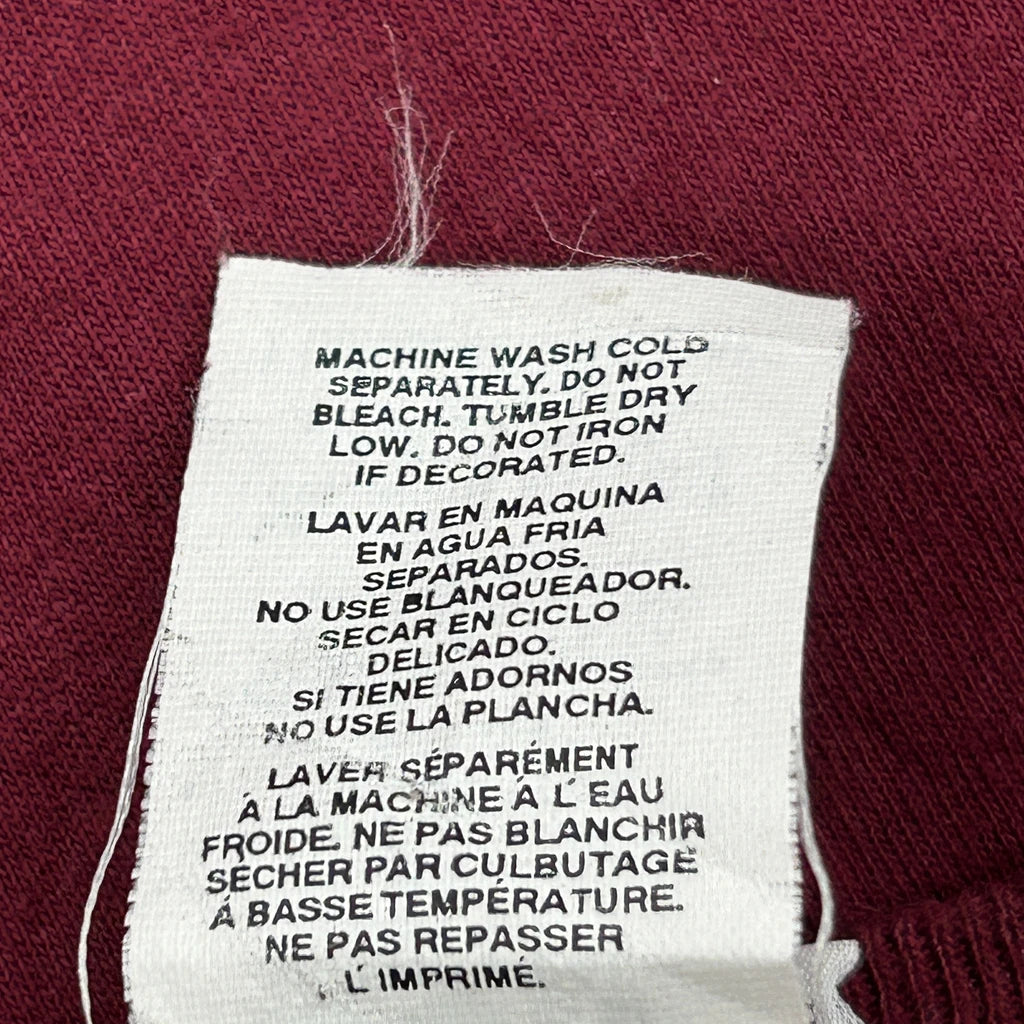 MACHINE WASH COLD
SEPARATELY. DO NOT
BLEACH. TUMBLE DRY
LOW. DO NOT IRON
IF DECORATED.
LAVAR EN MAQUINA
EN AGUA FRIA
SEPARADOS.
NO USE BLANQUEADOR.
SECAR EN CICLO
DELICADO.
SI TIENE ADORNOS
NO USE LA PLANCHA.
LAVER SÉPARÉMENT
À LA MACHINE À L'EAU
FROIDE. NE PAS BLANCHIR
SÉCHER PAR CULBUTAGE
À BASSE TEMPÉRATURE.
NE PAS REPASSER
L'IMPRIMÉ.